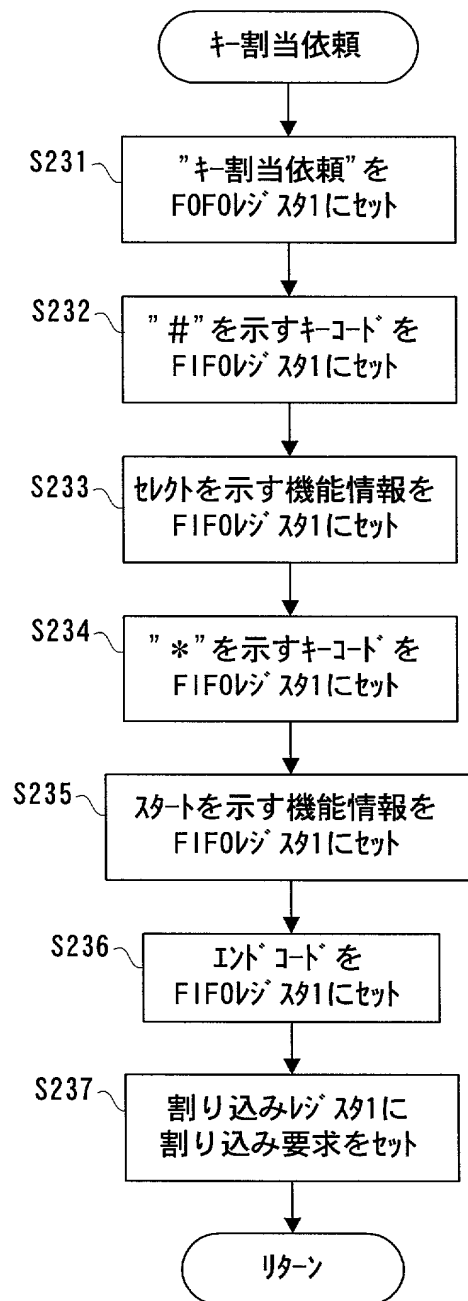 ｷｰ割当依頼
S231
"ｷｰ割当依頼"を
F0F0ﾚｼﾞｽﾀ1にｾｯﾄ
S232
"#"を示すｷｰｺｰﾄﾞを
FIFOﾚｼﾞｽﾀ1にｾｯﾄ
S233
ｾﾚｸﾄを示す機能情報を
FIFOﾚｼﾞｽﾀ1にｾｯﾄ
S234
"*"を示すｷｰｺｰﾄﾞを
FIFOﾚｼﾞｽﾀ1にｾｯﾄ
S235
ｽﾀｰﾄを示す機能情報を
FIFOﾚｼﾞｽﾀ1にｾｯﾄ
S236
ｴﾝﾄﾞｺｰﾄﾞを
FIFOﾚｼﾞｽﾀ1にｾｯﾄ
S237
割り込みﾚｼﾞｽﾀ1に
割り込み要求をｾｯﾄ
ﾘﾀｰﾝ